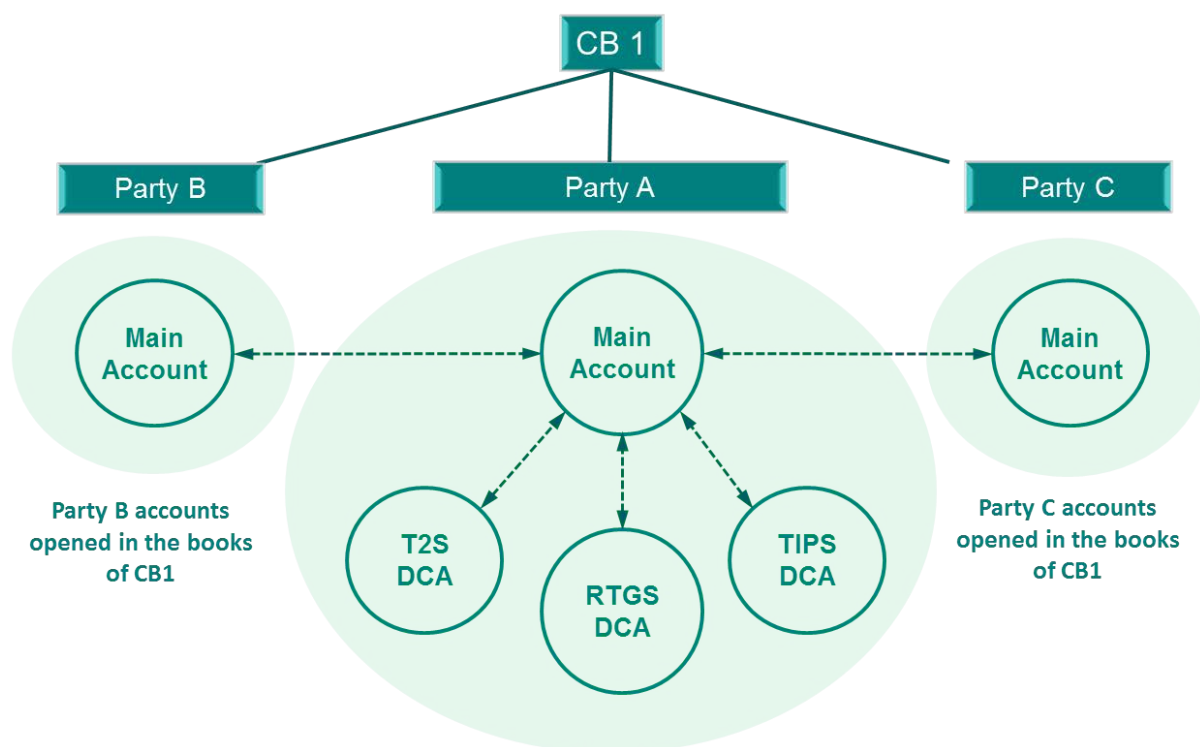 CB 1
Party B
Party A
Party C
Main
Account
Main
Account
Main
Account
Party B accounts
opened in the books
of CB1
T2S
DCA
RTGS
DCA
TIPS
DCA
Party C accounts
opened in the books
of CB1